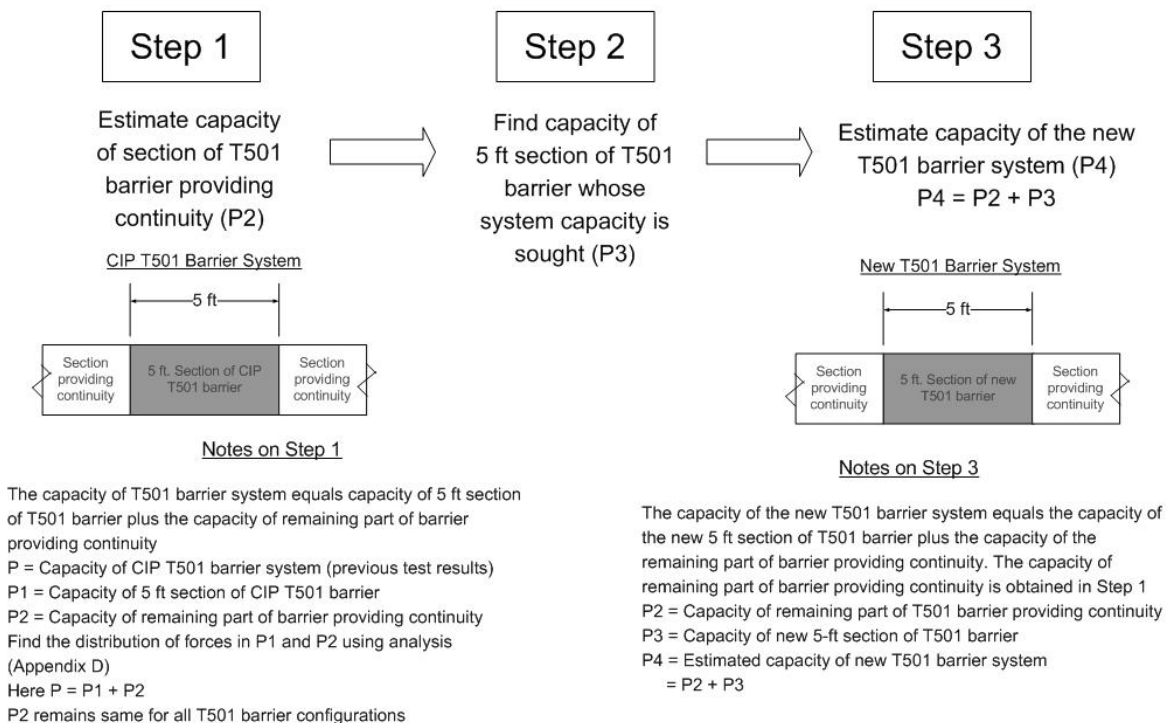 Step 1
Estimate capacity
of section of T501
barrier providing
continuity (P2)
Step 2
Find capacity of
5 ft section of T501
barrier whose
system capacity is
sought (P3)
Step 3
Estimate capacity of the new
T501 barrier system (P4)
P4 = P2 + P3
CIP T501 Barrier System
5 ft
Section
providing
continuity
5 ft. Section of CIP
T501 barrier
Section
providing
continuity
Notes on Step 1
The capacity of T501 barrier system equals capacity of 5 ft section
of T501 barrier plus the capacity of remaining part of barrier
providing continuity
P = Capacity of CIP T501 barrier system (previous test results)
P1 = Capacity of 5 ft section of CIP T501 barrier
P2 = Capacity of remaining part of barrier providing continuity
Find the distribution of forces in P1 and P2 using analysis
(Appendix D)
Here P = P1 + P2
P2 remains same for all T501 barrier configurations
New T501 Barrier System
5 ft
Section
providing
continuity
5 ft. Section of new
T501 barrier
Section
providing
continuity
Notes on Step 3
The capacity of the new T501 barrier system equals the capacity of
the new 5 ft section of T501 barrier plus the capacity of the
remaining part of barrier providing continuity. The capacity of
remaining part of barrier providing continuity is obtained in Step 1
P2 = Capacity of remaining part of T501 barrier providing continuity
P3 = Capacity of new 5-ft section of T501 barrier
P4 = Estimated capacity of new T501 barrier system
= P2 + P3